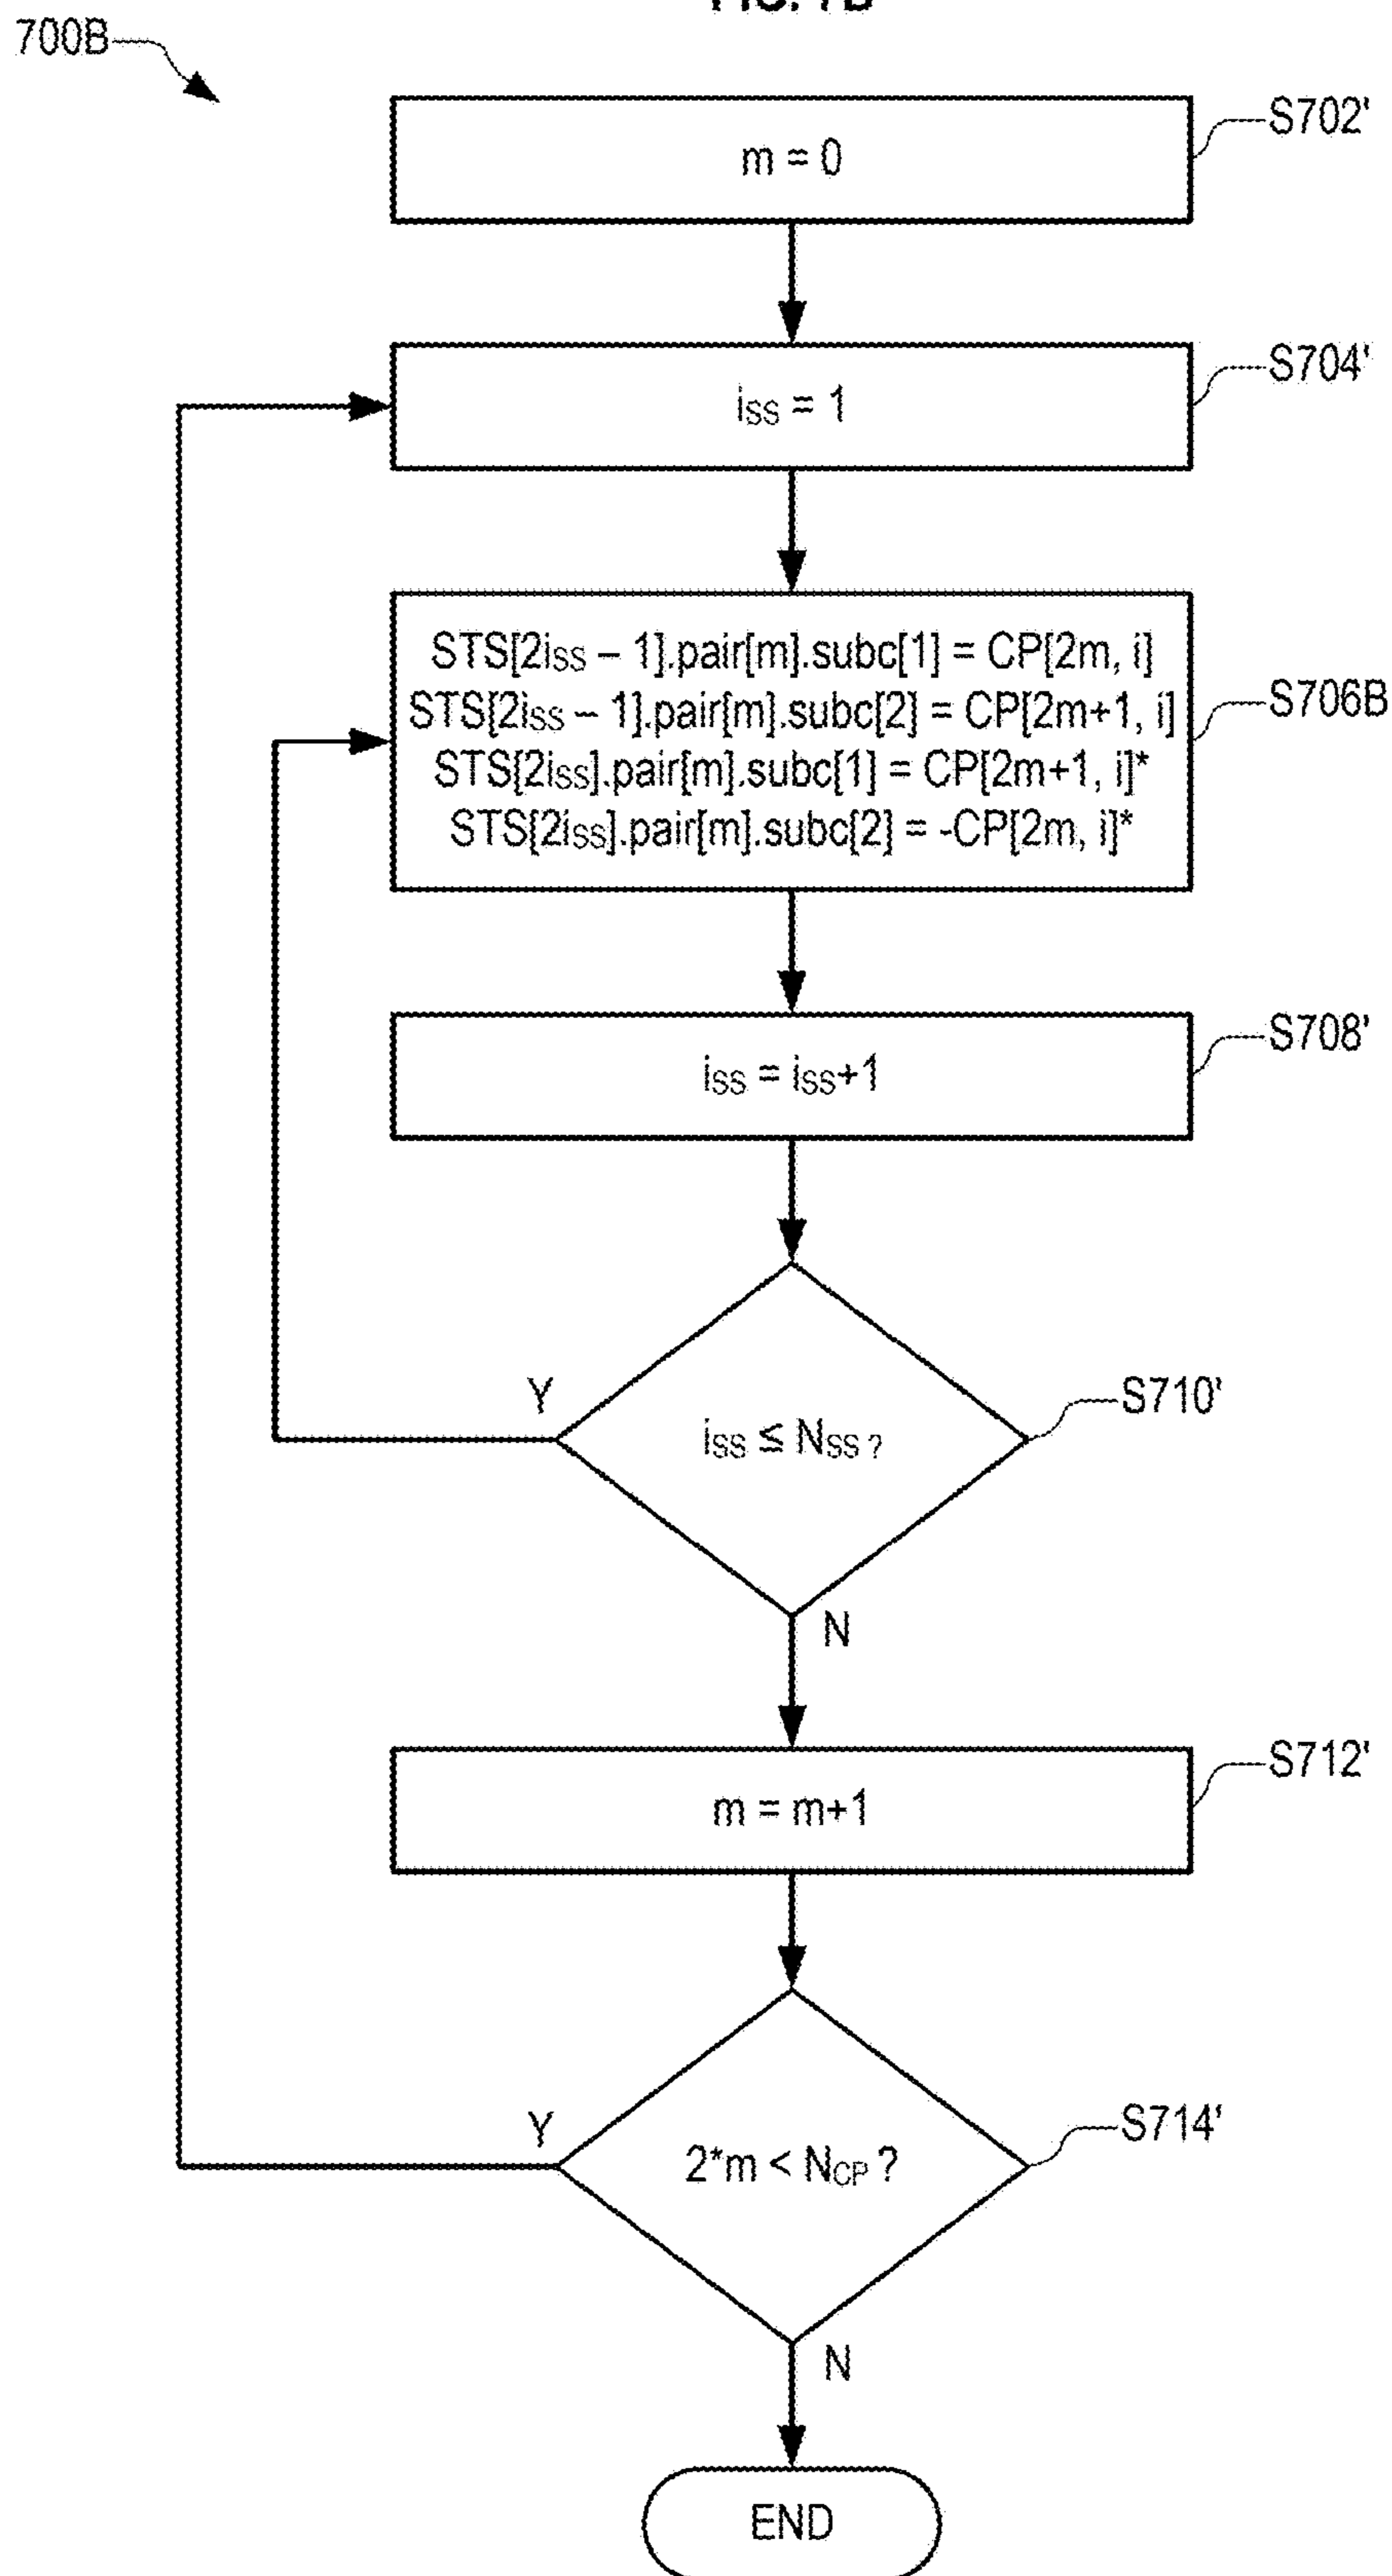 700B
m = 0
S702'
iSS = 1
S704'
STS[2iSS – 1].pair[m].subc[1] = CP[2m, i]
STS[2iSS – 1].pair[m].subc[2] = CP[2m+1, i]
STS[2iSS].pair[m].subc[1] = CP[2m+1, i]*
STS[2iSS].pair[m].subc[2] = -CP[2m, i]*
S706B
iSS = iSS+1
S708'
Y
iSS ≤ NSS ?
S710'
N
m = m+1
S712'
Y
2*m < NCP ?
S714'
N
END